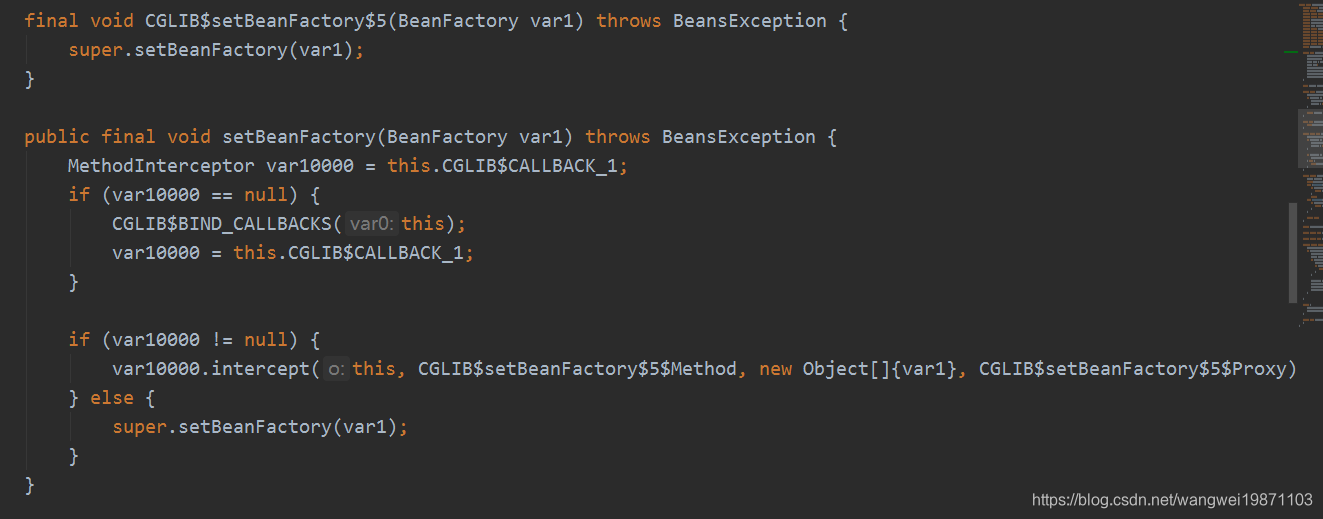 final void CGLIB$setBeanFactory$5(BeanFactory var1) throws BeansException {
super.setBeanFactory(var1);
}
public final void setBeanFactory(BeanFactory var1) throws BeansException {
MethodInterceptor var10000 = this.CGLIB$CALLBACK_1;
if (var10000 == null) {
CGLIB$BIND_CALLBACKS( var0: this);
var10000 = this.CGLIB$CALLBACK_1;
}
if (var10000 != null) {
var10000.intercept( o: this, CGLIB$setBeanFactory$5$Method, new Object[]{var1}, CGLIB$setBeanFactory$5$Proxy)
} else {
super.setBeanFactory(var1);
}
}
https://blog.csdn.net/wangwei19871103